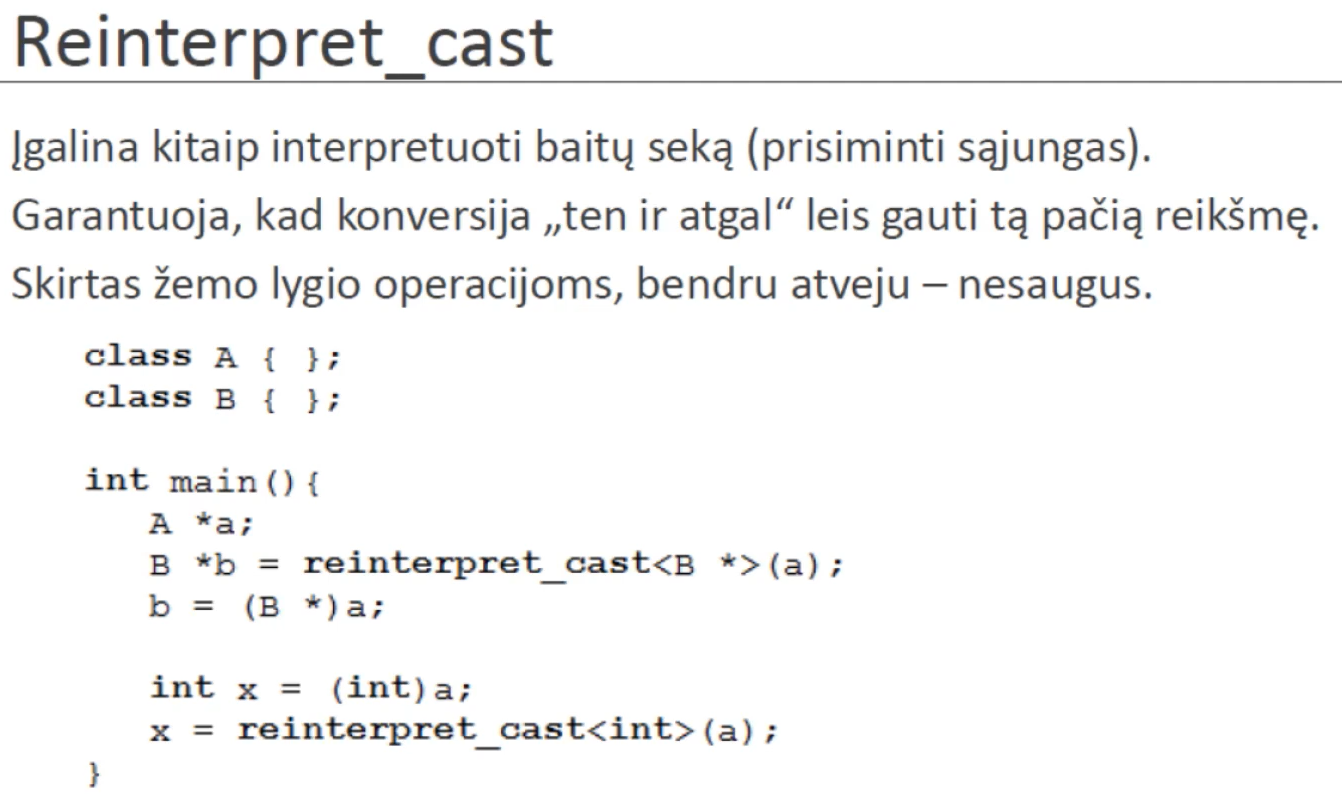 Reinterpret_cast
Įgalina kitaip interpretuoti baitų seką (prisiminti sąjungas).
Garantuoja, kad konversija „ten ir atgal“ leis gauti tą pačią reikšmę.
Skirtas žemo lygio operacijoms, bendru atveju – nesaugus.
class A { };
class B { };
int main(){
A *a;
B *b = reinterpret_cast<B *>(a);
b = (B *)a;
int x = (int)a;
x = reinterpret_cast<int>(a);
}